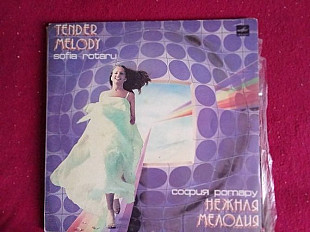 TENDER
MELODY
sofia rotaru
софия ротару
НЕЖНАЯ
МЕЛОДИЯ